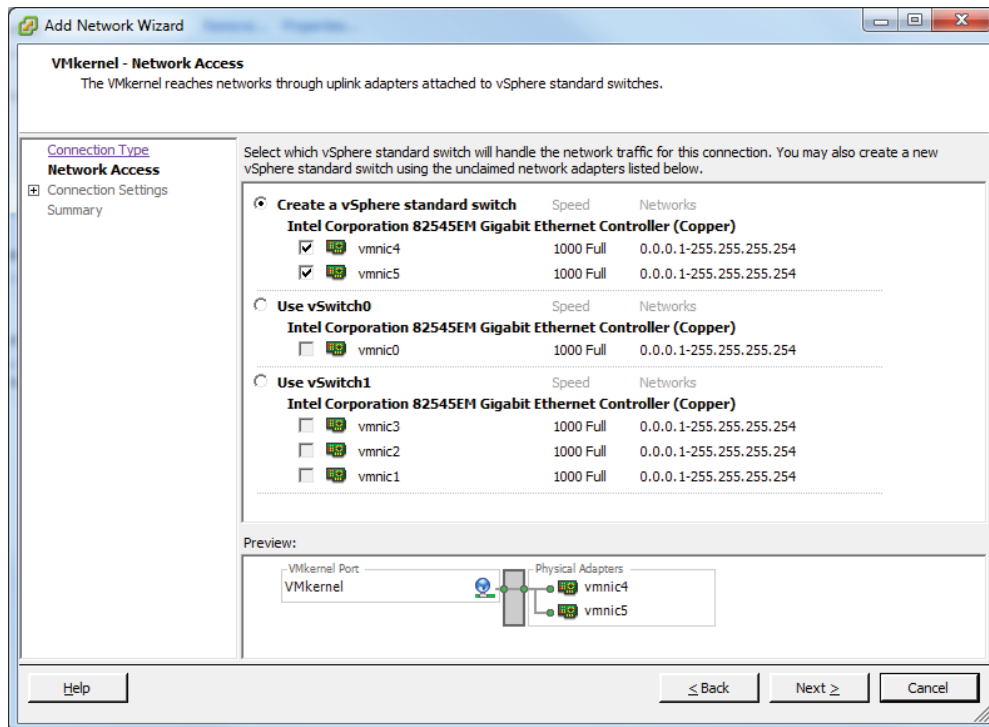 Add Network Wizard
VMkernel - Network Access
The VMkernel reaches networks through uplink adapters attached to vSphere standard switches.
Connection Type
Network Access
Connection Settings
Summary
Select which vSphere standard switch will handle the network traffic for this connection. You may also create a new
vSphere standard switch using the unclaimed network adapters listed below.
Create a vSphere standard switch Speed Networks
Intel Corporation 82545EM Gigabit Ethernet Controller (Copper)
vmnic4 1000 Full 0.0.0.1-255.255.255.254
vmnic5 1000 Full 0.0.0.1-255.255.255.254
Use vSwitch0 Speed Networks
Intel Corporation 82545EM Gigabit Ethernet Controller (Copper)
vmnic0 1000 Full 0.0.0.1-255.255.255.254
Use vSwitch1 Speed Networks
Intel Corporation 82545EM Gigabit Ethernet Controller (Copper)
vmnic3 1000 Full 0.0.0.1-255.255.255.254
vmnic2 1000 Full 0.0.0.1-255.255.255.254
vmnic1 1000 Full 0.0.0.1-255.255.255.254
Preview:
VMkernel Port Physical Adapters
VMkernel vmnic4
vmnic5
Help < Back Next > Cancel